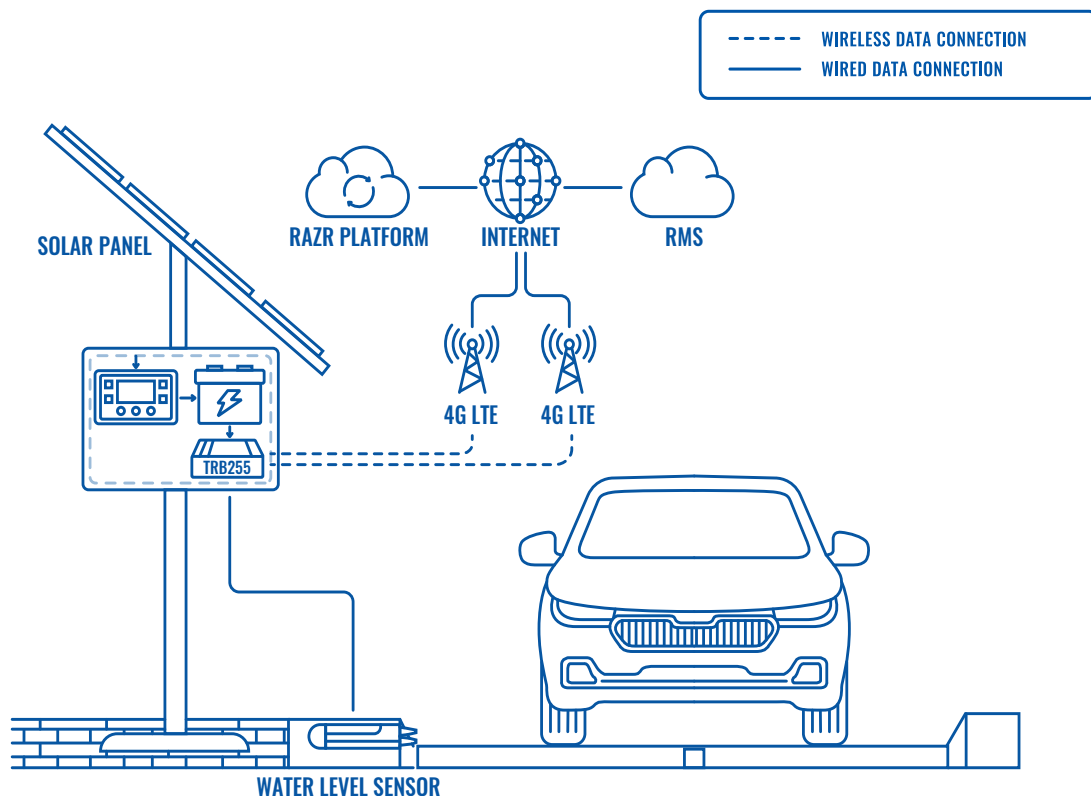 WIRELESS DATA CONNECTION
WIRED DATA CONNECTION
SOLAR PANEL
RAZR PLATFORM
INTERNET
RMS
4G LTE
4G LTE
TRB255
WATER LEVEL SENSOR